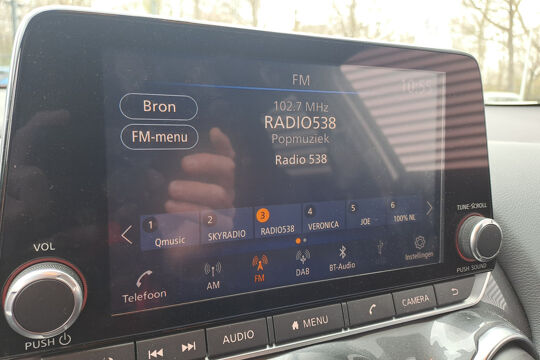 FM
10:55
Bron
102.7 MHz
RADIO538
FM-menu
Popmuziek
Radio 538
1 Qmusic
2 SKYRADIO
3 RADIO538
4 VERONICA
5 JOE
6 100% NL
Telefoon
AM
FM
DAB
BT-Audio
Instellingen
VOL
PUSH
TUNE·SCROLL
PUSH SOUND
AUDIO
MENU
CAMERA